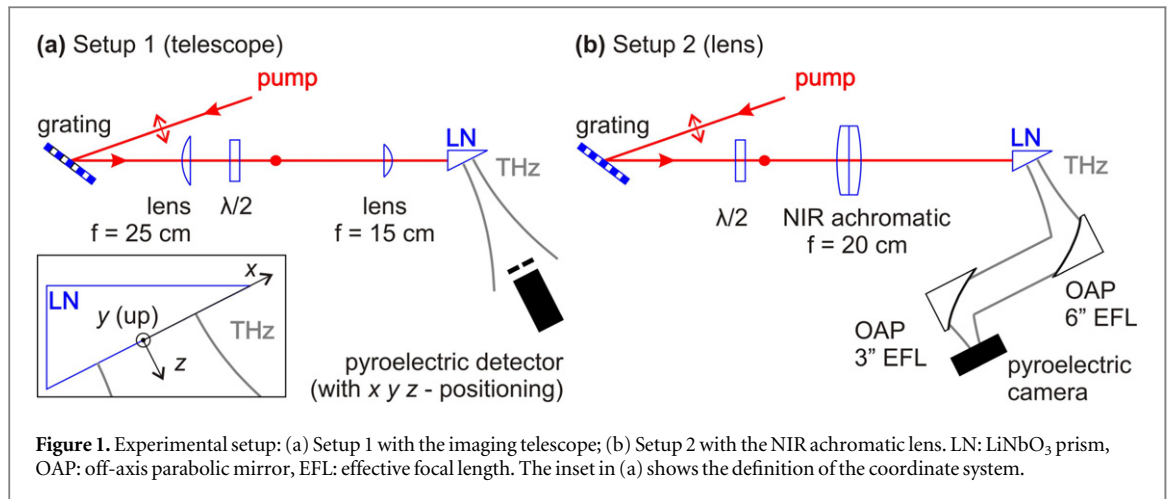 (a) Setup 1 (telescope)
pump
grating
LN
THz
lens
f = 25 cm
λ/2
lens
f = 15 cm
LN
x
y (up)
z
THz
pyroelectric detector
(with x y z - positioning)
(b) Setup 2 (lens)
pump
grating
LN
THz
λ/2
NIR achromatic
f = 20 cm
OAP
6” EFL
OAP
3” EFL
pyroelectric
camera
Figure 1. Experimental setup: (a) Setup 1 with the imaging telescope; (b) Setup 2 with the NIR achromatic lens. LN: LiNbO₃ prism,
OAP: off-axis parabolic mirror, EFL: effective focal length. The inset in (a) shows the definition of the coordinate system.